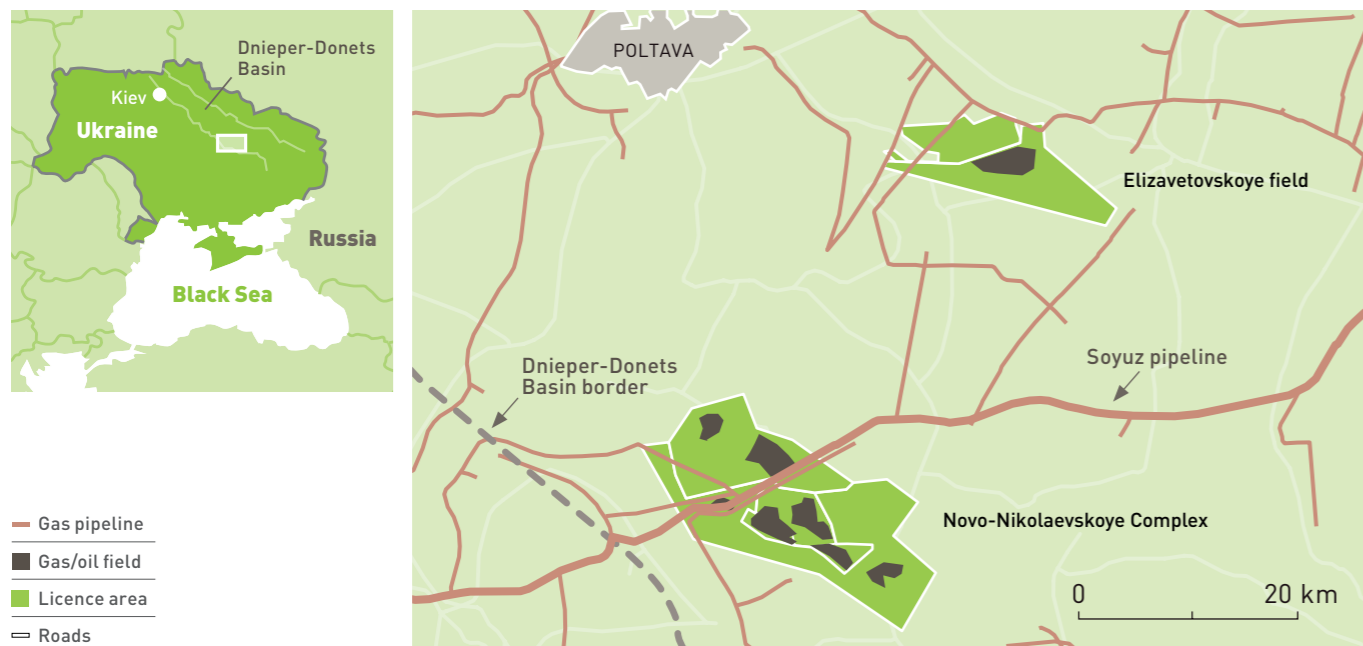 Dnieper-Donets
Basin
Kiev
Ukraine
Russia
Black Sea
Gas pipeline
Gas/oil field
Licence area
Roads
POLTAVA
Elizavetovskoye field
Soyuz pipeline
Dnieper-Donets
Basin border
Novo-Nikolaevskoye Complex
0 20 km